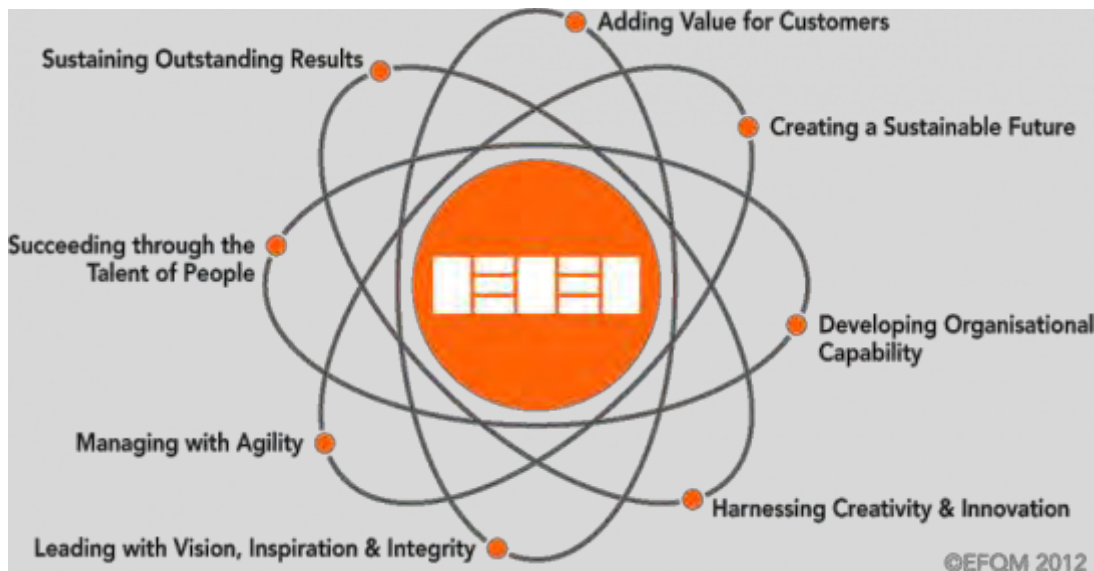 Adding Value for Customers
Sustaining Outstanding Results
Creating a Sustainable Future
Succeeding through the
Talent of People
Developing Organisational
Capability
Managing with Agility
Harnessing Creativity & Innovation
Leading with Vision, Inspiration & Integrity
©EFQM 2012